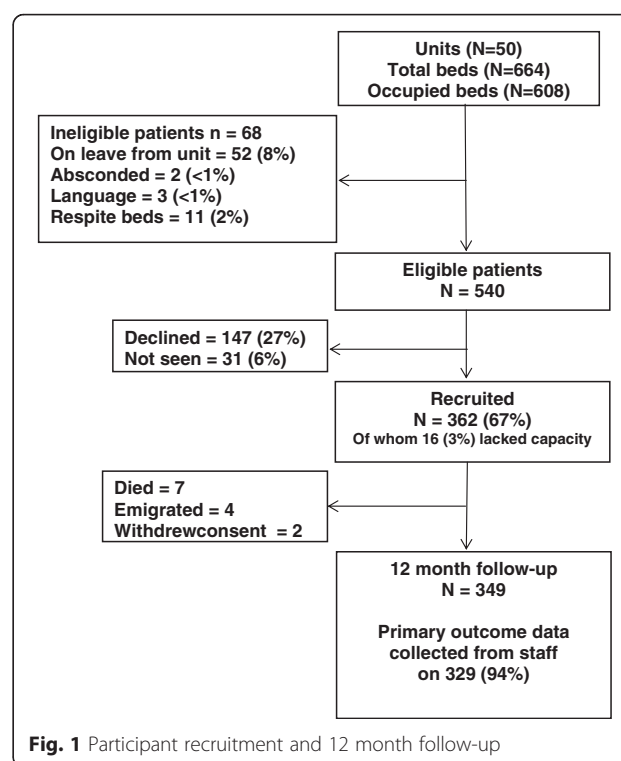 Units (N=50)
Total beds (N=664)
Occupied beds (N=608)
Ineligible patients n = 68
On leave from unit = 52 (8%)
Absconded = 2 (<1%)
Language = 3 (<1%)
Respite beds = 11 (2%)
Eligible patients
N = 540
Declined = 147 (27%)
Not seen = 31 (6%)
Recruited
N = 362 (67%)
Of whom 16 (3%) lacked capacity
Died = 7
Emigrated = 4
Withdrewconsent = 2
12 month follow-up
N = 349
Primary outcome data
collected from staff
on 329 (94%)
Fig. 1 Participant recruitment and 12 month follow-up